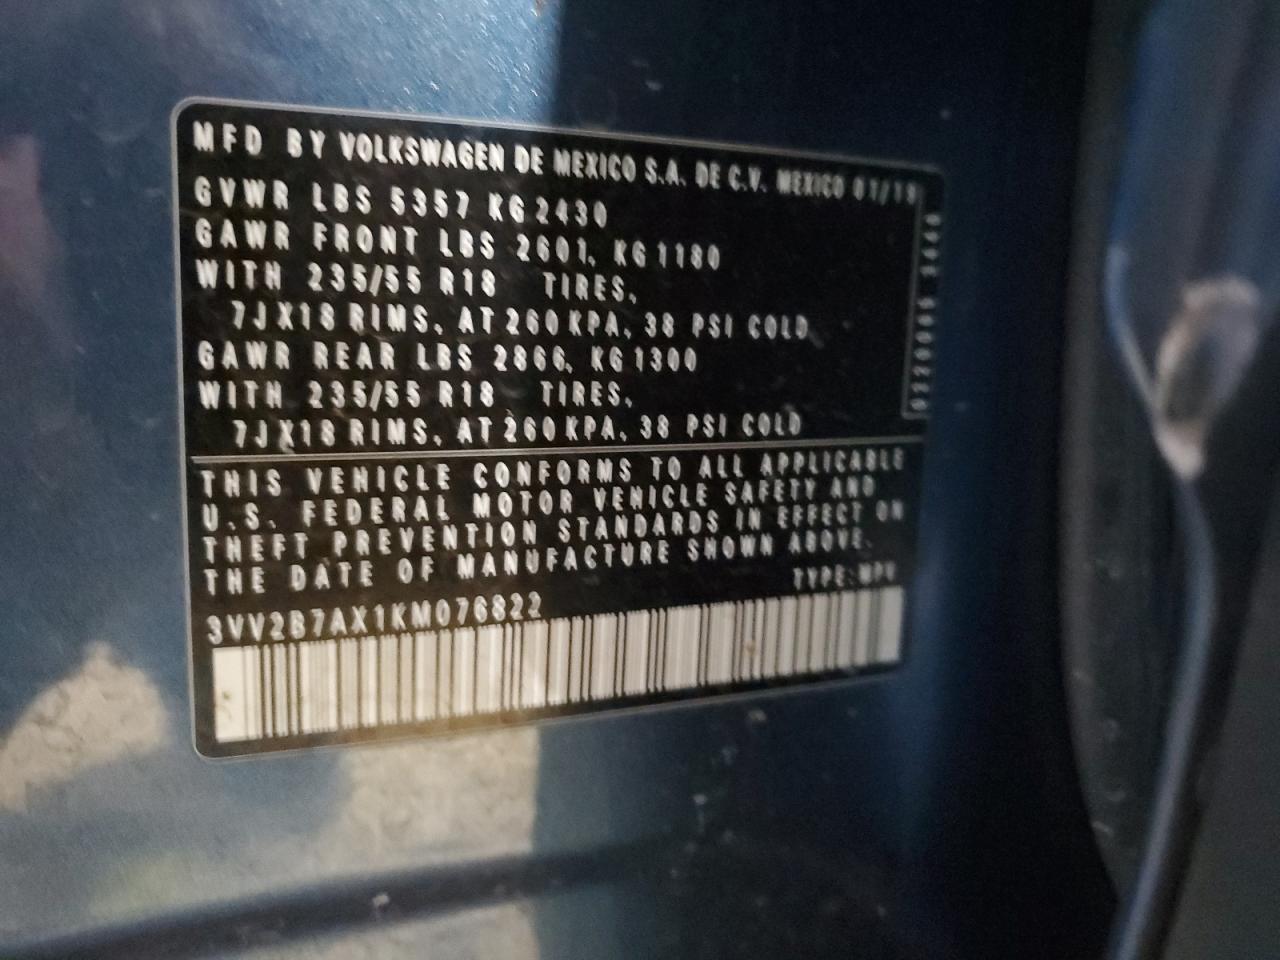 MFD BY VOLKSWAGEN DE MEXICO S.A. DE C.V. MEXICO 01/19
GVWR LBS 5357 KG 2430
GAWR FRONT LBS 2601, KG 1180
WITH 235/55 R18 TIRES,
7JX18 RIMS, AT 260 KPA, 38 PSI COLD
GAWR REAR LBS 2866, KG 1300
WITH 235/55 R18 TIRES,
7JX18 RIMS, AT 260 KPA, 38 PSI COLD
THIS VEHICLE CONFORMS TO ALL APPLICABLE
U.S. FEDERAL MOTOR VEHICLE SAFETY AND
THEFT PREVENTION STANDARDS IN EFFECT ON
THE DATE OF MANUFACTURE SHOWN ABOVE.
TYPE:MPV
3VV2B7AX1KM076822